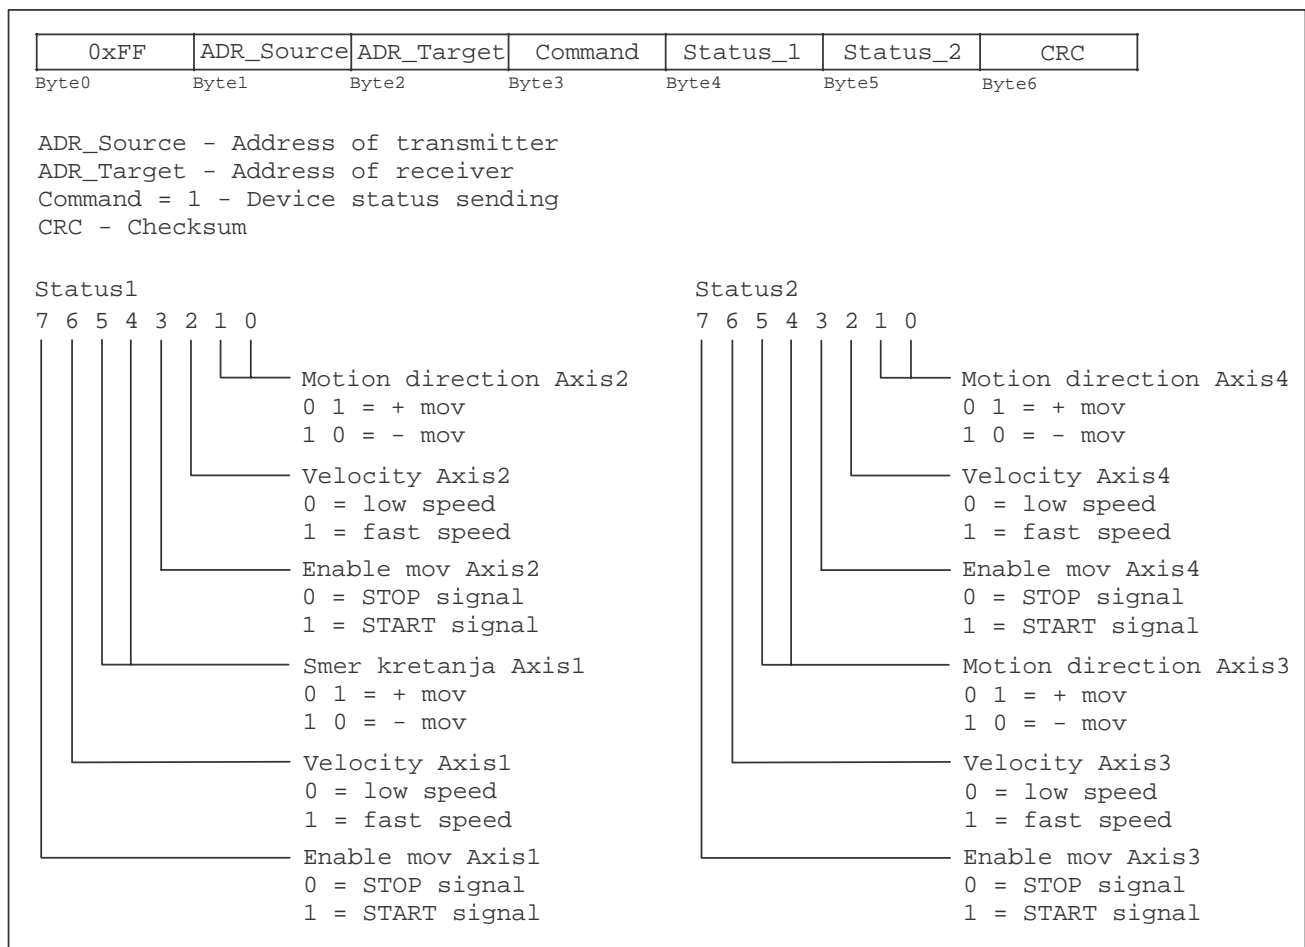 0xFF ADR_Source ADR_Target Command Status_1 Status_2 CRC
Byte0 Byte1 Byte2 Byte3 Byte4 Byte5 Byte6
ADR_Source - Address of transmitter
ADR_Target - Address of receiver
Command = 1 - Device status sending
CRC - Checksum
Status1
7 6 5 4 3 2 1 0
Motion direction Axis2
0 1 = + mov
1 0 = - mov
Velocity Axis2
0 = low speed
1 = fast speed
Enable mov Axis2
0 = STOP signal
1 = START signal
Smer kretanja Axis1
0 1 = + mov
1 0 = - mov
Velocity Axis1
0 = low speed
1 = fast speed
Enable mov Axis1
0 = STOP signal
1 = START signal
Status2
7 6 5 4 3 2 1 0
Motion direction Axis4
0 1 = + mov
1 0 = - mov
Velocity Axis4
0 = low speed
1 = fast speed
Enable mov Axis4
0 = STOP signal
1 = START signal
Motion direction Axis3
0 1 = + mov
1 0 = - mov
Velocity Axis3
0 = low speed
1 = fast speed
Enable mov Axis3
0 = STOP signal
1 = START signal